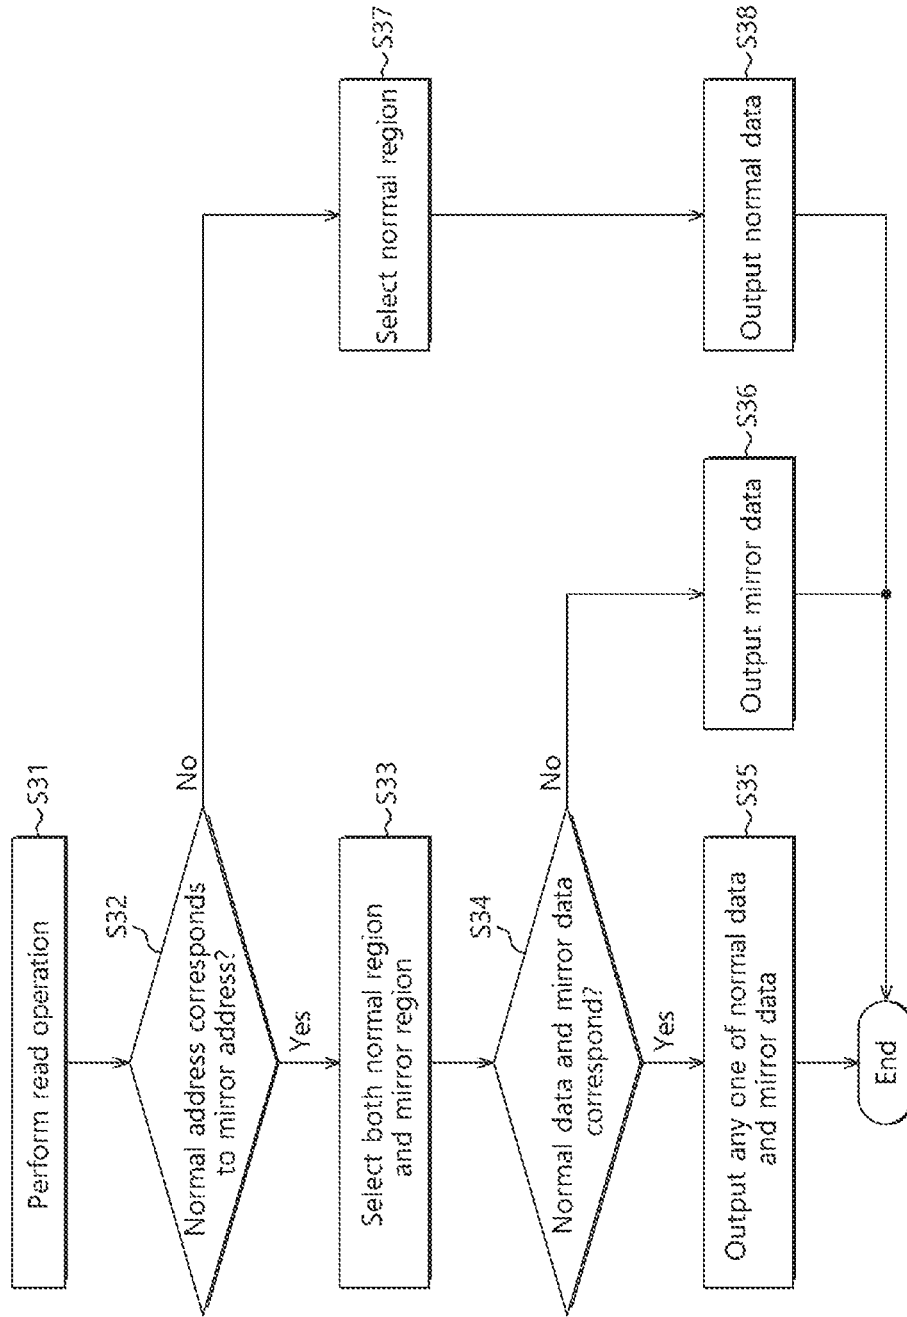 Perform read operation
S31
S32
Normal address corresponds
to mirror address?
No
Yes
Select both normal region
and mirror region
S33
Select normal region
S37
S34
Normal data and mirror data
correspond?
No
Yes
Output any one of normal data
and mirror data
S35
Output mirror data
S36
Output normal data
S38
End